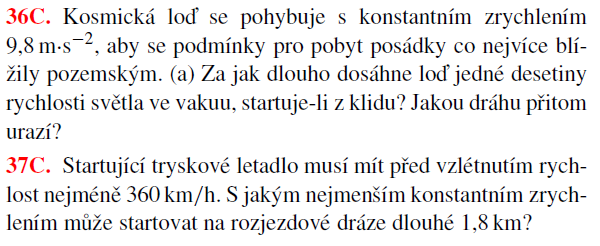 36C. Kosmická loď se pohybuje s konstantním zrychlením
9,8 m·s⁻², aby se podmínky pro pobyt posádky co nejvíce blí-
žily pozemským. (a) Za jak dlouho dosáhne loď jedné desetiny
rychlosti světla ve vakuu, startuje-li z klidu? Jakou dráhu přitom
urazí?
37C. Startující tryskové letadlo musí mít před vzlétnutím rych-
lost nejméně 360 km/h. S jakým nejmenším konstantním zrych-
lením může startovat na rozjezdové dráze dlouhé 1,8 km?